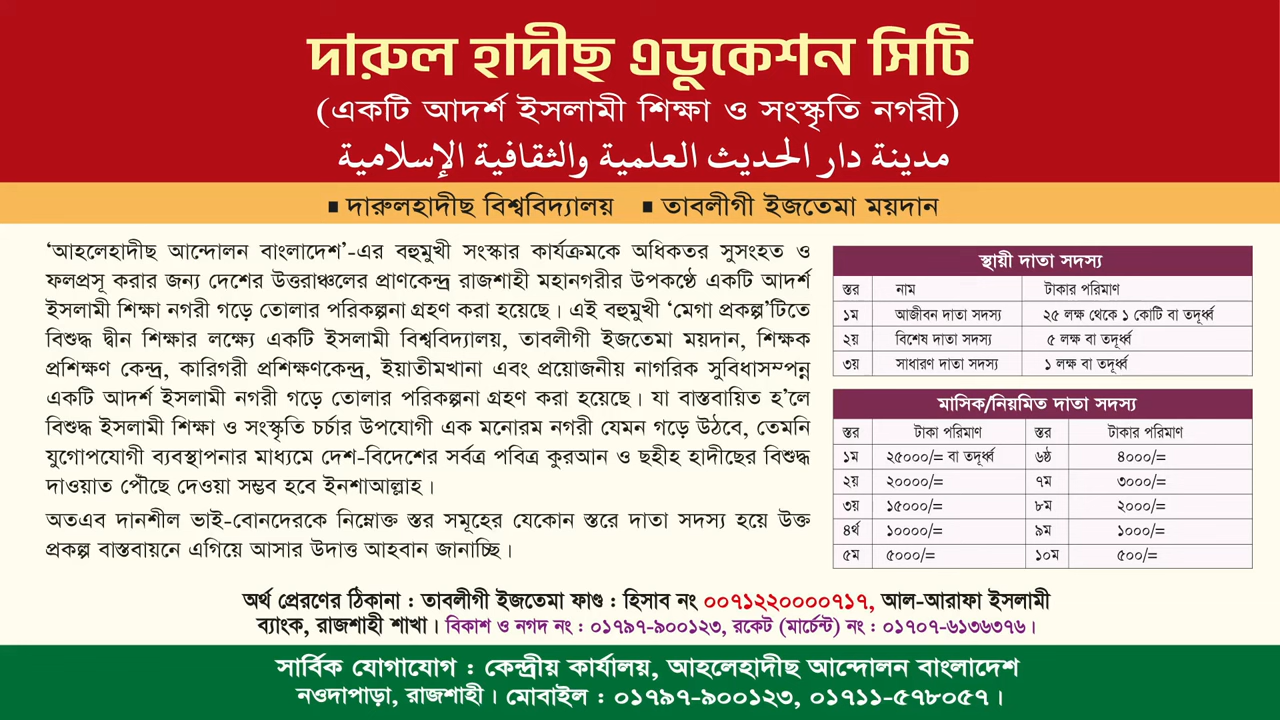 দারুল হাদীছ এডুকেশন সিটি
(একটি আদর্শ ইসলামী শিক্ষা ও সংস্কৃতি নগরী)
مدينة دار الحديث العلمية والثقافية الإسلامية
▪ দারুলহাদীছ বিশ্ববিদ্যালয় ▪ তাবলীগী ইজতেমা ময়দান
‘আহলেহাদীছ আন্দোলন বাংলাদেশ’-এর বহুমুখী সংস্কার কার্যক্রমকে অধিকতর সুসংহত ও
ফলপ্রসূ করার জন্য দেশের উত্তরাঞ্চলের প্রাণকেন্দ্র রাজশাহী মহানগরীর উপকণ্ঠে একটি আদর্শ
ইসলামী শিক্ষা নগরী গড়ে তোলার পরিকল্পনা গ্রহণ করা হয়েছে। এই বহুমুখী ‘মেগা প্রকল্প’টিতে
বিশুদ্ধ দ্বীন শিক্ষার লক্ষ্যে একটি ইসলামী বিশ্ববিদ্যালয়, তাবলীগী ইজতেমা ময়দান, শিক্ষক
প্রশিক্ষণ কেন্দ্র, কারিগরী প্রশিক্ষণকেন্দ্র, ইয়াতীমখানা এবং প্রয়োজনীয় নাগরিক সুবিধাসম্পন্ন
একটি আদর্শ ইসলামী নগরী গড়ে তোলার পরিকল্পনা গ্রহণ করা হয়েছে। যা বাস্তবায়িত হ’লে
বিশুদ্ধ ইসলামী শিক্ষা ও সংস্কৃতি চর্চার উপযোগী এক মনোরম নগরী যেমন গড়ে উঠবে, তেমনি
যুগোপযোগী ব্যবস্থাপনার মাধ্যমে দেশ-বিদেশের সর্বত্র পবিত্র কুরআন ও ছহীহ হাদীছের বিশুদ্ধ
দাওয়াত পৌঁছে দেওয়া সম্ভব হবে ইনশাআল্লাহ।
অতএব দানশীল ভাই-বোনদেরকে নিম্নোক্ত স্তর সমূহের যেকোন স্তরে দাতা সদস্য হয়ে উক্ত
প্রকল্প বাস্তবায়নে এগিয়ে আসার উদাত্ত আহবান জানাচ্ছি।
স্থায়ী দাতা সদস্য
স্তর নাম টাকার পরিমাণ
১ম আজীবন দাতা সদস্য ২৫ লক্ষ থেকে ১ কোটি বা তদূর্ধ্ব
২য় বিশেষ দাতা সদস্য ৫ লক্ষ বা তদূর্ধ্ব
৩য় সাধারণ দাতা সদস্য ১ লক্ষ বা তদূর্ধ্ব
মাসিক/নিয়মিত দাতা সদস্য
স্তর টাকা পরিমাণ স্তর টাকার পরিমাণ
১ম ২৫০০০/= বা তদূর্ধ্ব ৬ষ্ঠ ৪০০০/=
২য় ২০০০০/= ৭ম ৩০০০/=
৩য় ১৫০০০/= ৮ম ২০০০/=
৪র্থ ১০০০০/= ৯ম ১০০০/=
৫ম ৫০০০/= ১০ম ৫০০/=
অর্থ প্রেরণের ঠিকানা : তাবলীগী ইজতেমা ফাণ্ড : হিসাব নং ০০৭১২২০০০০৭১৭, আল-আরাফা ইসলামী
ব্যাংক, রাজশাহী শাখা। বিকাশ ও নগদ নং : ০১৭৯৭-৯০০১২৩, রকেট (মার্চেন্ট) নং : ০১৭০৭-৬১৩৬৩৭৬।
সার্বিক যোগাযোগ : কেন্দ্রীয় কার্যালয়, আহলেহাদীছ আন্দোলন বাংলাদেশ
নওদাপাড়া, রাজশাহী। মোবাইল : ০১৭৯৭-৯০০১২৩, ০১৭১১-৫৭৮০৫৭।